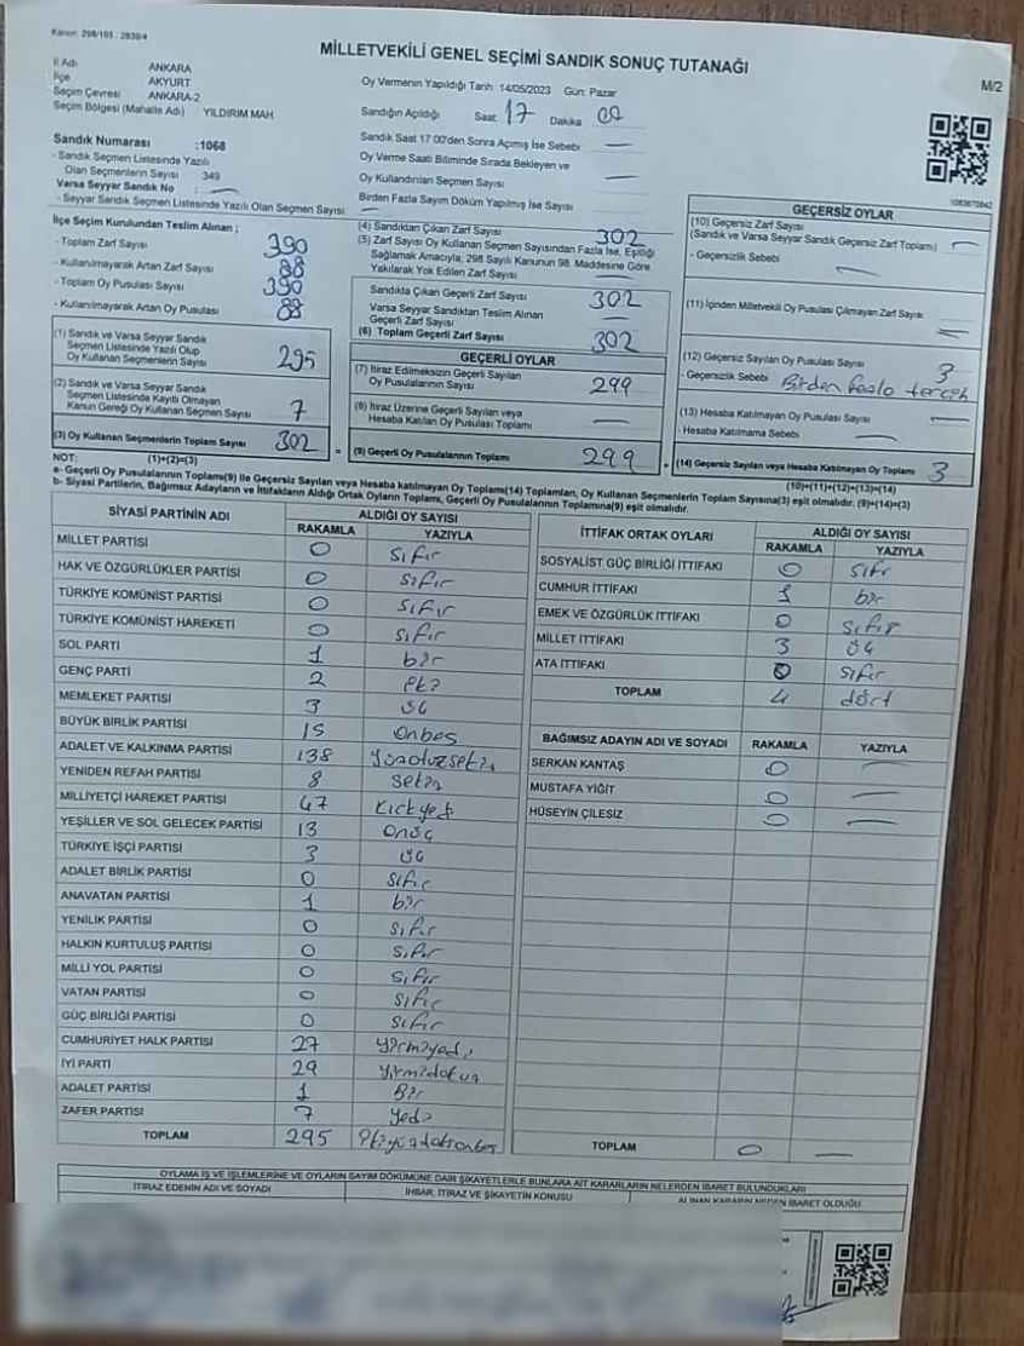 Kanun: 298/105 : 2839/4
MİLLETVEKİLİ GENEL SEÇİMİ SANDIK SONUÇ TUTANAĞI
M/2
İl Adı ANKARA
İlçe AKYURT
Seçim Çevresi ANKARA-2
Seçim Bölgesi (Mahalle Adı) YILDIRIM MAH
Oy Vermenin Yapıldığı Tarih 14/05/2023 Gün: Pazar
Sandığın Açıldığı Saat 17 Dakika 00
Sandık Saat 17 00'den Sonra Açılmış İse Sebebi —
Oy Verme Saati Bitiminde Sırada Bekleyen ve
Oy Kullandırılan Seçmen Sayısı —
Birden Fazla Sayım Döküm Yapılmış İse Sayısı
Sandık Numarası :1068
- Sandık Seçmen Listesinde Yazılı
Olan Seçmenlerin Sayısı 349
Varsa Seyyar Sandık No : —
- Seyyar Sandık Seçmen Listesinde Yazılı Olan Seçmen Sayısı —
İlçe Seçim Kurulundan Teslim Alınan ;
- Toplam Zarf Sayısı 390
- Kullanılmayarak Artan Zarf Sayısı 88
- Toplam Oy Pusulası Sayısı 390
- Kullanılmayarak Artan Oy Pusulası 88
(1) Sandık ve Varsa Seyyar Sandık
Seçmen Listesinde Yazılı Olup
Oy Kullanan Seçmenlerin Sayısı 295
(2) Sandık ve Varsa Seyyar Sandık
Seçmen Listesinde Kayıtlı Olmayan
Kanun Gereği Oy Kullanan Seçmen Sayısı 7
(3) Oy Kullanan Seçmenlerin Toplam Sayısı 302
(1)+(2)=(3)
(4) Sandıktan Çıkan Zarf Sayısı 302
(5) Zarf Sayısı Oy Kullanan Seçmen Sayısından Fazla İse, Eşitliği
Sağlamak Amacıyla, 298 Sayılı Kanunun 98. Maddesine Göre
Yakılarak Yok Edilen Zarf Sayısı —
Sandıkta Çıkan Geçerli Zarf Sayısı 302
Varsa Seyyar Sandıktan Teslim Alınan
Geçerli Zarf Sayısı —
(6) Toplam Geçerli Zarf Sayısı 302
GEÇERLİ OYLAR
(7) İtiraz Edilmeksizin Geçerli Sayılan
Oy Pusulalarının Sayısı 299
(8) İtiraz Üzerine Geçerli Sayılan veya
Hesaba Katılan Oy Pusulası Toplamı —
= (9) Geçerli Oy Pusulalarının Toplamı 299
GEÇERSİZ OYLAR
(10) Geçersiz Zarf Sayısı
(Sandık ve Varsa Seyyar Sandık Geçersiz Zarf Toplamı) —
- Geçersizlik Sebebi —
(11) İçinden Milletvekili Oy Pusulası Çıkmayan Zarf Sayısı —
(12) Geçersiz Sayılan Oy Pusulası Sayısı 3
- Geçersizlik Sebebi Birden fazla tercih
(13) Hesaba Katılmayan Oy Pusulası Sayısı —
- Hesaba Katılmama Sebebi —
+ (14) Geçersiz Sayılan veya Hesaba Katılmayan Oy Toplamı 3
(10)+(11)+(12)+(13)=(14)
NOT:
a- Geçerli Oy Pusulalarının Toplamı(9) ile Geçersiz Sayılan veya Hesaba katılmayan Oy Toplamı(14) Toplamları, Oy Kullanan Seçmenlerin Toplam Sayısına(3) eşit olmalıdır. (9)+(14)=(3)
b- Siyasi Partilerin, Bağımsız Adayların ve İttifakların Aldığı Ortak Oyların Toplamı, Geçerli Oy Pusulalarının Toplamına(9) eşit olmalıdır.
SİYASİ PARTİNİN ADI ALDIĞI OY SAYISI
RAKAMLA YAZIYLA
MİLLET PARTİSİ 0 sıfır
HAK VE ÖZGÜRLÜKLER PARTİSİ 0 sıfır
TÜRKİYE KOMÜNİST PARTİSİ 0 sıfır
TÜRKİYE KOMÜNİST HAREKETİ 0 sıfır
SOL PARTİ 1 bir
GENÇ PARTİ 2 iki
MEMLEKET PARTİSİ 3 üç
BÜYÜK BİRLİK PARTİSİ 15 onbeş
ADALET VE KALKINMA PARTİSİ 138 yüzotuzsekiz
YENİDEN REFAH PARTİSİ 8 sekiz
MİLLİYETÇİ HAREKET PARTİSİ 47 kırkyedi
YEŞİLLER VE SOL GELECEK PARTİSİ 13 onüç
TÜRKİYE İŞÇİ PARTİSİ 3 üç
ADALET BİRLİK PARTİSİ 0 sıfır
ANAVATAN PARTİSİ 1 bir
YENİLİK PARTİSİ 0 sıfır
HALKIN KURTULUŞ PARTİSİ 0 sıfır
MİLLİ YOL PARTİSİ 0 sıfır
VATAN PARTİSİ 0 sıfır
GÜÇ BİRLİĞİ PARTİSİ 0 sıfır
CUMHURİYET HALK PARTİSİ 27 yirmiyedi
İYİ PARTİ 29 yirmidokuz
ADALET PARTİSİ 1 Bir
ZAFER PARTİSİ 7 yedi
TOPLAM 295 ikiyüzdoksanbeş
İTTİFAK ORTAK OYLARI ALDIĞI OY SAYISI
RAKAMLA YAZIYLA
SOSYALİST GÜÇ BİRLİĞİ İTTİFAKI 0 sıfır
CUMHUR İTTİFAKI 1 bir
EMEK VE ÖZGÜRLÜK İTTİFAKI 0 sıfır
MİLLET İTTİFAKI 3 üç
ATA İTTİFAKI 0 sıfır
TOPLAM 4 dört
BAĞIMSIZ ADAYIN ADI VE SOYADI RAKAMLA YAZIYLA
SERKAN KANTAŞ 0 —
MUSTAFA YİĞİT 0 —
HÜSEYİN ÇİLESİZ 0 —
TOPLAM 0 —
OYLAMA İŞ VE İŞLEMLERİNE VE OYLARIN SAYIM DÖKÜMÜNE DAİR ŞİKAYETLERLE BUNLARA AİT KARARLARIN NELERDEN İBARET BULUNDUKLARI
İTİRAZ EDENİN ADI VE SOYADI İHBAR, İTİRAZ VE ŞİKAYETİN KONUSU ALINAN KARARIN NEDEN İBARET OLDUĞU